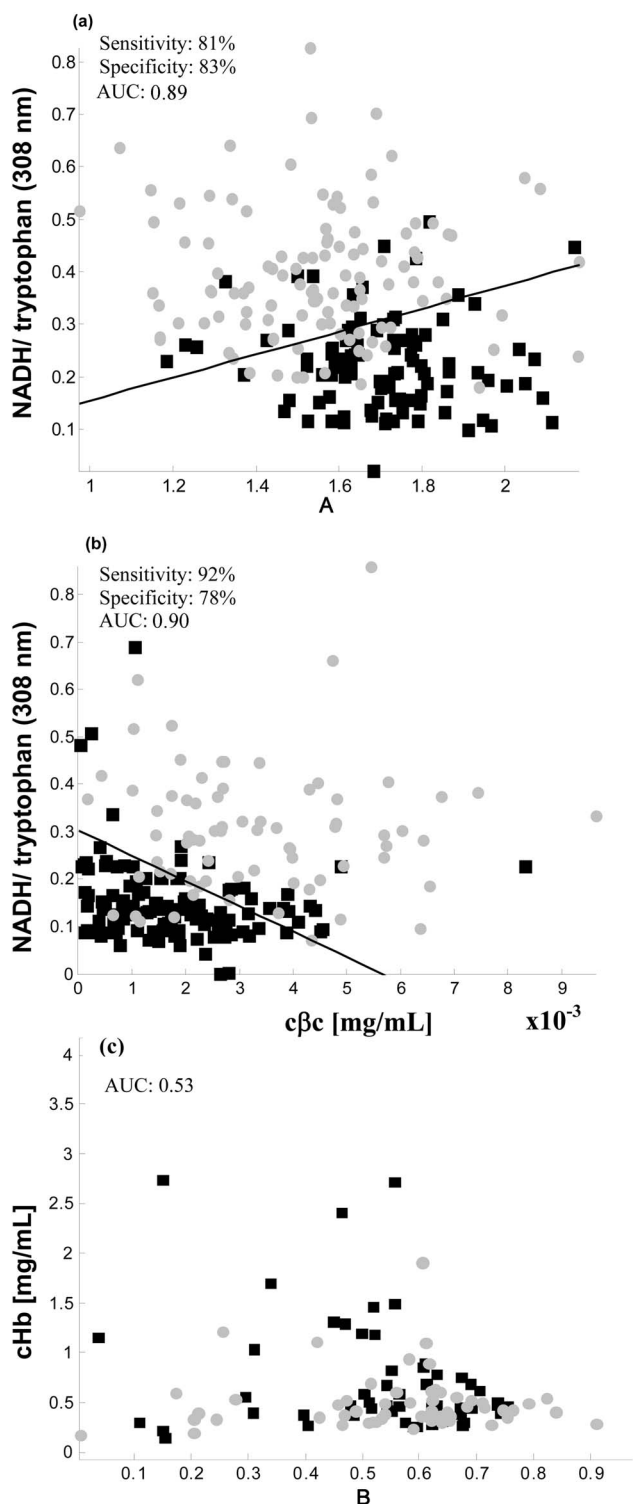 (a)
Sensitivity: 81%
Specificity: 83%
AUC: 0.89
NADH/ tryptophan (308 nm)
0.8
0.7
0.6
0.5
0.4
0.3
0.2
0.1
1 1.2 1.4 1.6 1.8 2
A
(b)
Sensitivity: 92%
Specificity: 78%
AUC: 0.90
NADH/ tryptophan (308 nm)
0.8
0.7
0.6
0.5
0.4
0.3
0.2
0.1
0
0 1 2 3 4 5 6 7 8 9
cβc [mg/mL] x10⁻³
(c)
AUC: 0.53
cHb [mg/mL]
4
3.5
3
2.5
2
1.5
1
0.5
0
0.1 0.2 0.3 0.4 0.5 0.6 0.7 0.8 0.9
B